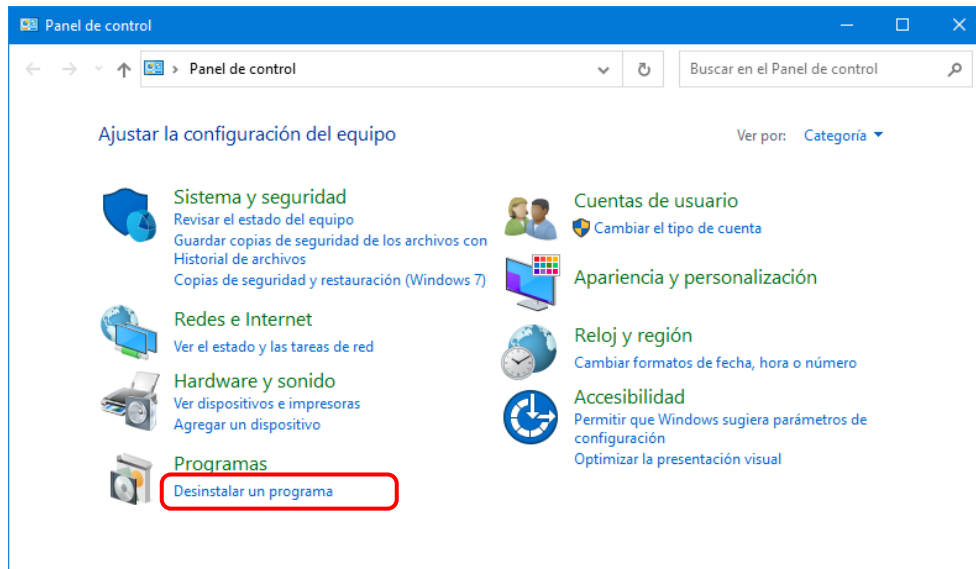 Panel de control
Panel de control
Buscar en el Panel de control
Ajustar la configuración del equipo
Ver por: Categoría
Sistema y seguridad
Revisar el estado del equipo
Guardar copias de seguridad de los archivos con
Historial de archivos
Copias de seguridad y restauración (Windows 7)
Redes e Internet
Ver el estado y las tareas de red
Hardware y sonido
Ver dispositivos e impresoras
Agregar un dispositivo
Programas
Desinstalar un programa
Cuentas de usuario
Cambiar el tipo de cuenta
Apariencia y personalización
Reloj y región
Cambiar formatos de fecha, hora o número
Accesibilidad
Permitir que Windows sugiera parámetros de
configuración
Optimizar la presentación visual